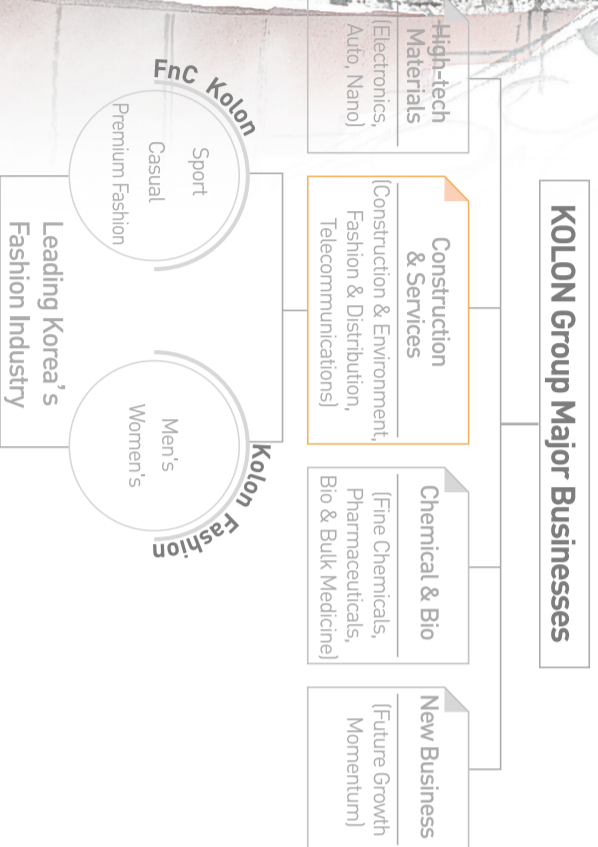 KOLON Group Major Businesses
High-tech
Materials
(Electronics,
Auto, Nano)
Construction
& Services
(Construction & Environment,
Fashion & Distribution,
Telecommunications)
Chemical & Bio
(Fine Chemicals,
Pharmaceuticals,
Bio & Bulk Medicine)
New Business
(Future Growth
Momentum)
FnC Kolon
Sport
Casual
Premium Fashion
Kolon Fashion
Men's
Women's
Leading Korea's
Fashion Industry